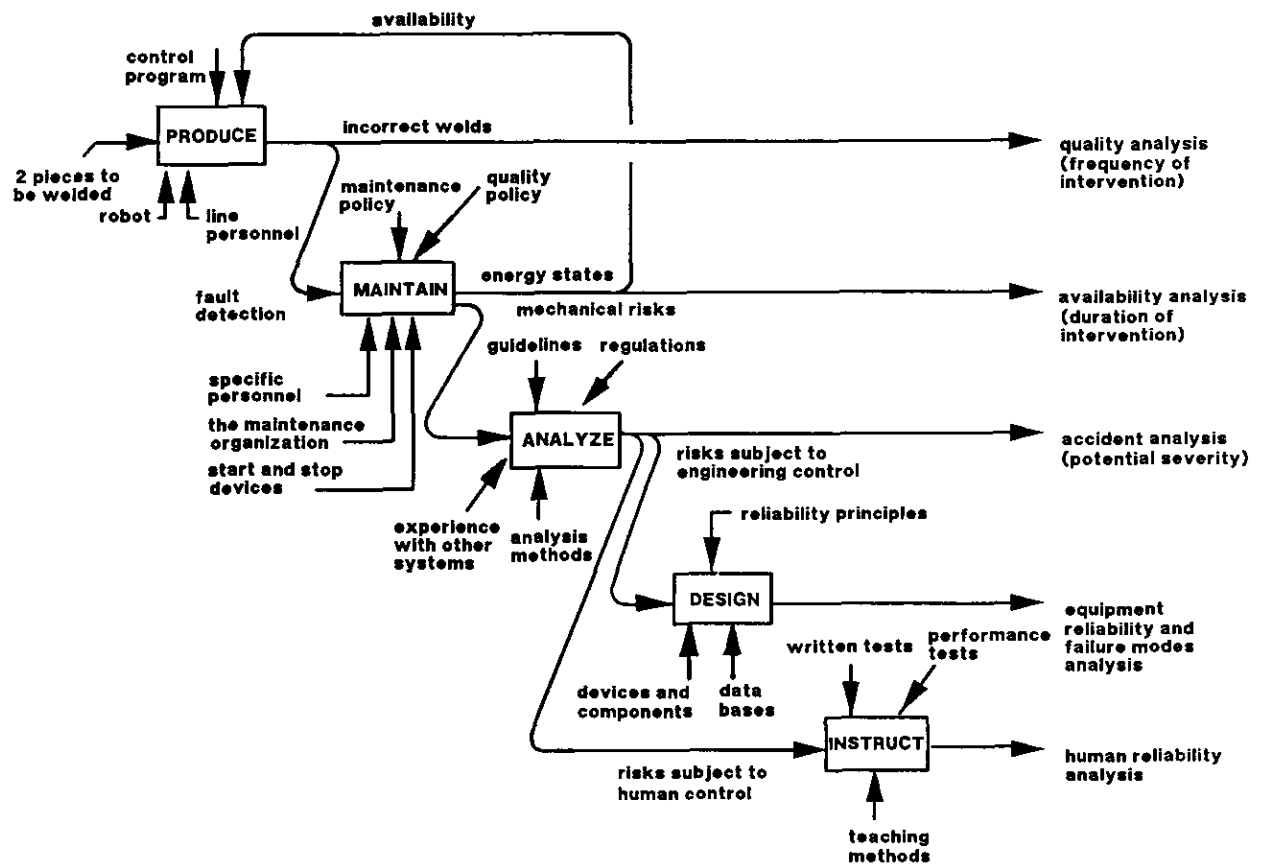 availability
control
program
PRODUCE
incorrect welds
quality analysis
(frequency of
intervention)
2 pieces to
be welded
robot
line
personnel
maintenance
policy
quality
policy
MAINTAIN
energy states
fault
detection
mechanical risks
availability analysis
(duration of
intervention)
guidelines
regulations
specific
personnel
the maintenance
organization
start and stop
devices
ANALYZE
risks subject to
engineering control
accident analysis
(potential severity)
experience
with other
systems
analysis
methods
reliability principles
DESIGN
equipment
reliability and
failure modes
analysis
devices and
components
data
bases
written tests
performance
tests
INSTRUCT
risks subject to
human control
human reliability
analysis
teaching
methods